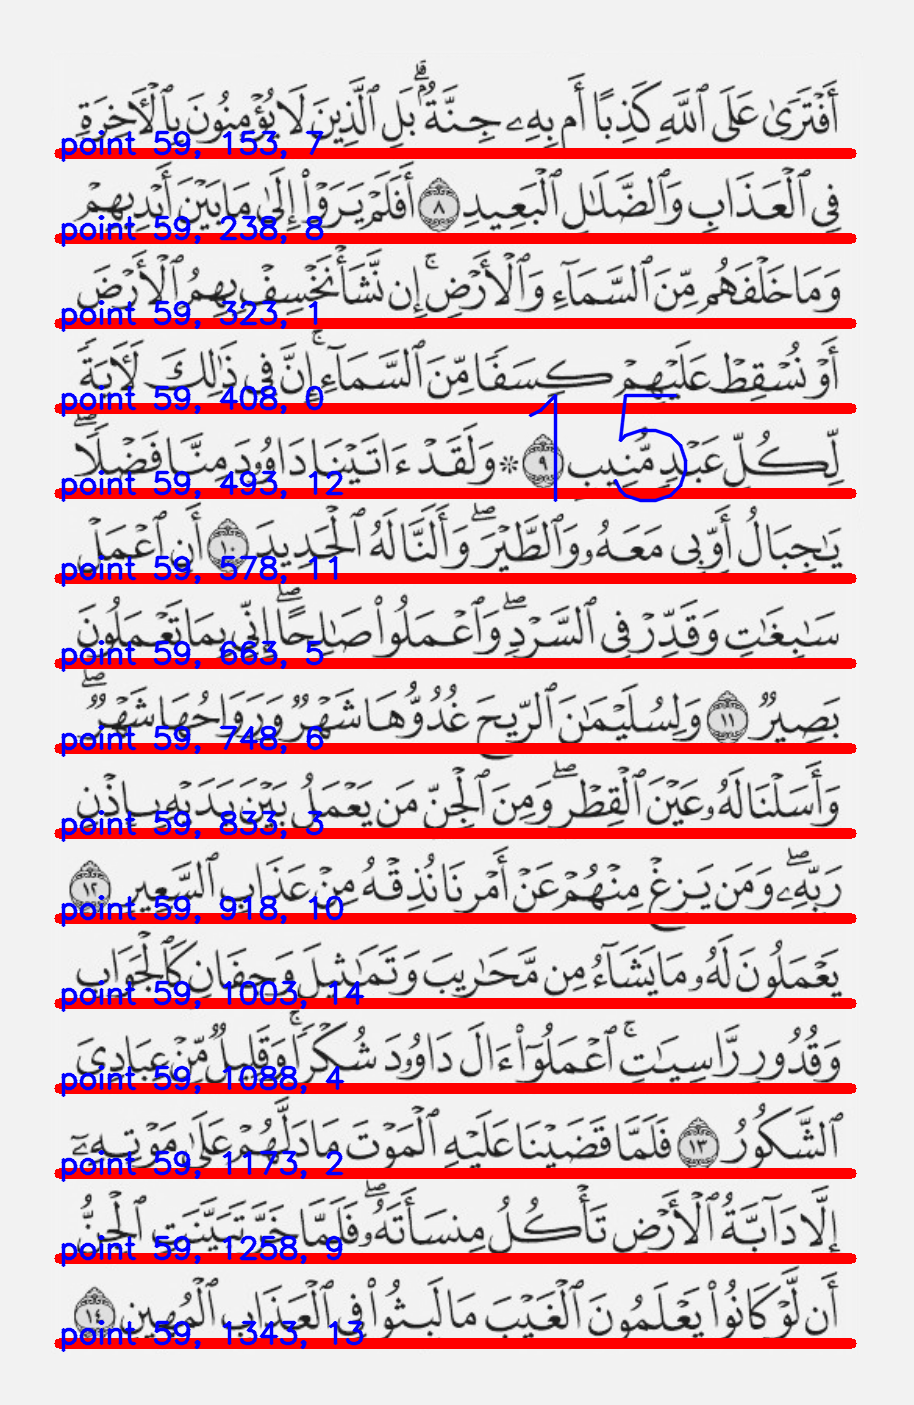 أَفْتَرَىٰ عَلَى ٱللَّهِ كَذِبًا أَم بِهِۦ جِنَّةٌۗ بَلِ ٱلَّذِينَ لَا يُؤْمِنُونَ بِٱلْأَخِرَةِ
point 59, 153, 7
فِى ٱلْعَذَابِ وَٱلضَّلَٰلِ ٱلْبَعِيدِ ٨ أَفَلَمْ يَرَوْا۟ إِلَىٰ مَا بَيْنَ أَيْدِيهِمْ
point 59, 238, 8
وَمَا خَلْفَهُم مِّنَ ٱلسَّمَآءِ وَٱلْأَرْضِۚ إِن نَّشَأْ نَخْسِفْ بِهِمُ ٱلْأَرْضَ
point 59, 323, 1
أَوْ نُسْقِطْ عَلَيْهِمْ كِسَفًا مِّنَ ٱلسَّمَآءِۚ إِنَّ فِى ذَٰلِكَ لَأَيَةً
point 59, 408, 0
15
لِّكُلِّ عَبْدٍ مُّنِيبٍ ٩ ۞ وَلَقَدْ ءَاتَيْنَا دَاوُۥدَ مِنَّا فَضْلًاۖ
point 59, 493, 12
يَٰجِبَالُ أَوِّبِى مَعَهُۥ وَٱلطَّيْرَۖ وَأَلَنَّا لَهُ ٱلْحَدِيدَ ١٠ أَنِ ٱعْمَلْ
point 59, 578, 11
سَٰبِغَٰتٍ وَقَدِّرْ فِى ٱلسَّرْدِۖ وَٱعْمَلُوا۟ صَٰلِحًاۖ إِنِّى بِمَا تَعْمَلُونَ
point 59, 663, 5
بَصِيرٌ ١١ وَلِسُلَيْمَٰنَ ٱلرِّيحَ غُدُوُّهَا شَهْرٌ وَرَوَاحُهَا شَهْرٌۖ
point 59, 748, 6
وَأَسَلْنَا لَهُۥ عَيْنَ ٱلْقِطْرِۖ وَمِنَ ٱلْجِنِّ مَن يَعْمَلُ بَيْنَ يَدَيْهِ بِإِذْنِ
point 59, 833, 3
رَبِّهِۦۖ وَمَن يَزِغْ مِنْهُمْ عَنْ أَمْرِنَا نُذِقْهُ مِنْ عَذَابِ ٱلسَّعِيرِ ١٢
point 59, 918, 10
يَعْمَلُونَ لَهُۥ مَا يَشَآءُ مِن مَّحَٰرِيبَ وَتَمَٰثِيلَ وَجِفَانٍ كَٱلْجَوَابِ
point 59, 1003, 14
وَقُدُورٍ رَّاسِيَٰتٍۚ ٱعْمَلُوٓا۟ ءَالَ دَاوُۥدَ شُكْرًاۚ وَقَلِيلٌ مِّنْ عِبَادِىَ
point 59, 1088, 4
ٱلشَّكُورُ ١٣ فَلَمَّا قَضَيْنَا عَلَيْهِ ٱلْمَوْتَ مَا دَلَّهُمْ عَلَىٰ مَوْتِهِۦٓ
point 59, 1173, 2
إِلَّا دَآبَّةُ ٱلْأَرْضِ تَأْكُلُ مِنسَأَتَهُۥۖ فَلَمَّا خَرَّ تَبَيَّنَتِ ٱلْجِنُّ
point 59, 1258, 9
أَن لَّوْ كَانُوا۟ يَعْلَمُونَ ٱلْغَيْبَ مَا لَبِثُوا۟ فِى ٱلْعَذَابِ ٱلْمُهِينِ ١٤
point 59, 1343, 13